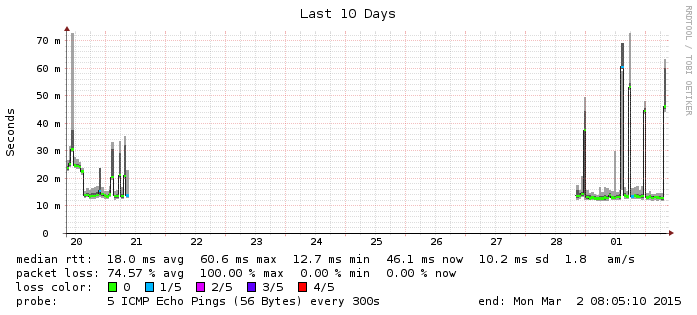 Last 10 Days
RRDTOOL / TOBI OETIKER
Seconds
70 m
60 m
50 m
40 m
30 m
20 m
10 m
0
20 21 22 23 24 25 26 27 28 01
median rtt: 18.0 ms avg 60.6 ms max 12.7 ms min 46.1 ms now 10.2 ms sd 1.8 am/s
packet loss: 74.57 % avg 100.00 % max 0.00 % min 0.00 % now
loss color: 0 1/5 2/5 3/5 4/5
probe: 5 ICMP Echo Pings (56 Bytes) every 300s end: Mon Mar 2 08:05:10 2015